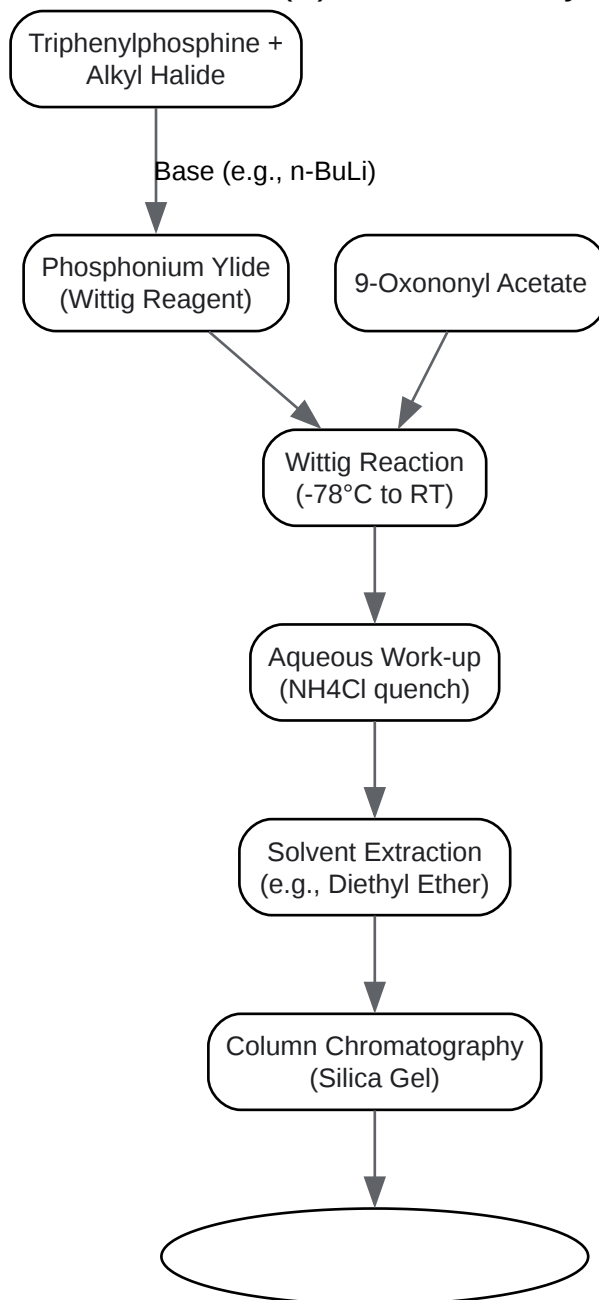 Triphenylphosphine +
Alkyl Halide
Base (e.g., n-BuLi)
Phosphonium Ylide
(Wittig Reagent)
9-Oxononyl Acetate
Wittig Reaction
(-78°C to RT)
Aqueous Work-up
(NH4Cl quench)
Solvent Extraction
(e.g., Diethyl Ether)
Column Chromatography
(Silica Gel)